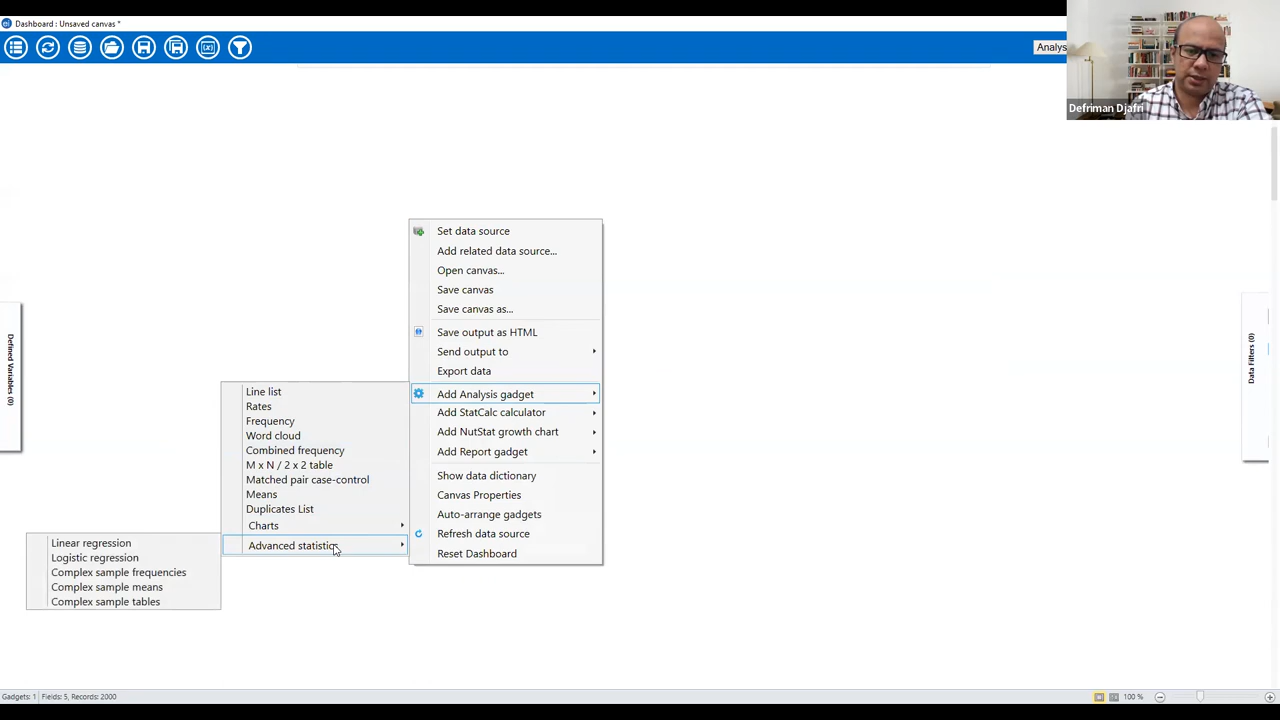 Dashboard : Unsaved canvas *
Analys
Defriman Djafri
Set data source
Add related data source...
Open canvas...
Save canvas
Save canvas as...
Save output as HTML
Send output to
Export data
Add Analysis gadget
Add StatCalc calculator
Add NutStat growth chart
Add Report gadget
Show data dictionary
Canvas Properties
Auto-arrange gadgets
Refresh data source
Reset Dashboard
Line list
Rates
Frequency
Word cloud
Combined frequency
M x N / 2 x 2 table
Matched pair case-control
Means
Duplicates List
Charts
Advanced statistics
Linear regression
Logistic regression
Complex sample frequencies
Complex sample means
Complex sample tables
Defined Variables (0)
Data Filters (0)
Gadgets: 1 | Fields: 5, Records: 2000
100 %